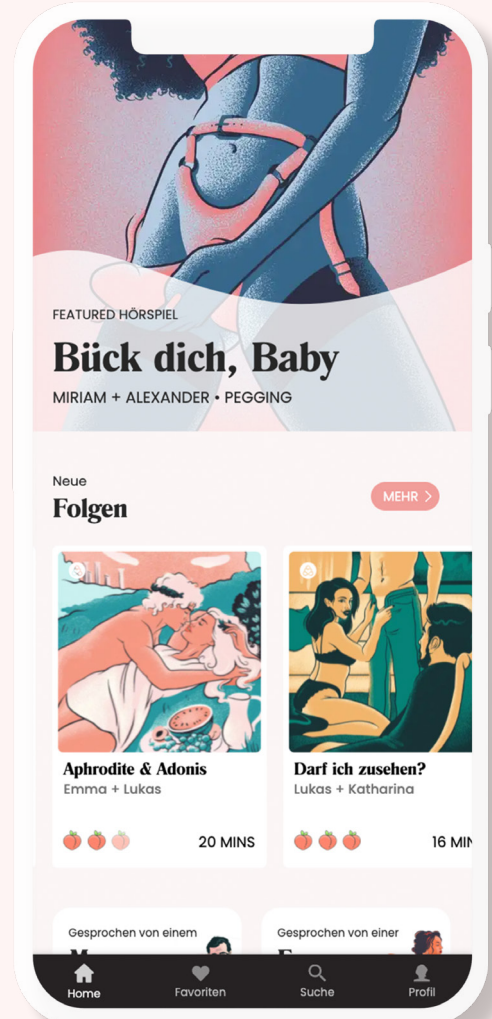 FEATURED HÖRSPIEL
Bück dich, Baby
MIRIAM + ALEXANDER • PEGGING
Neue
Folgen
MEHR
Aphrodite & Adonis
Emma + Lukas
20 MINS
Darf ich zusehen?
Lukas + Katharina
16
Gesprochen von einem
Gesprochen von einer
Home
Favoriten
Suche
Profil